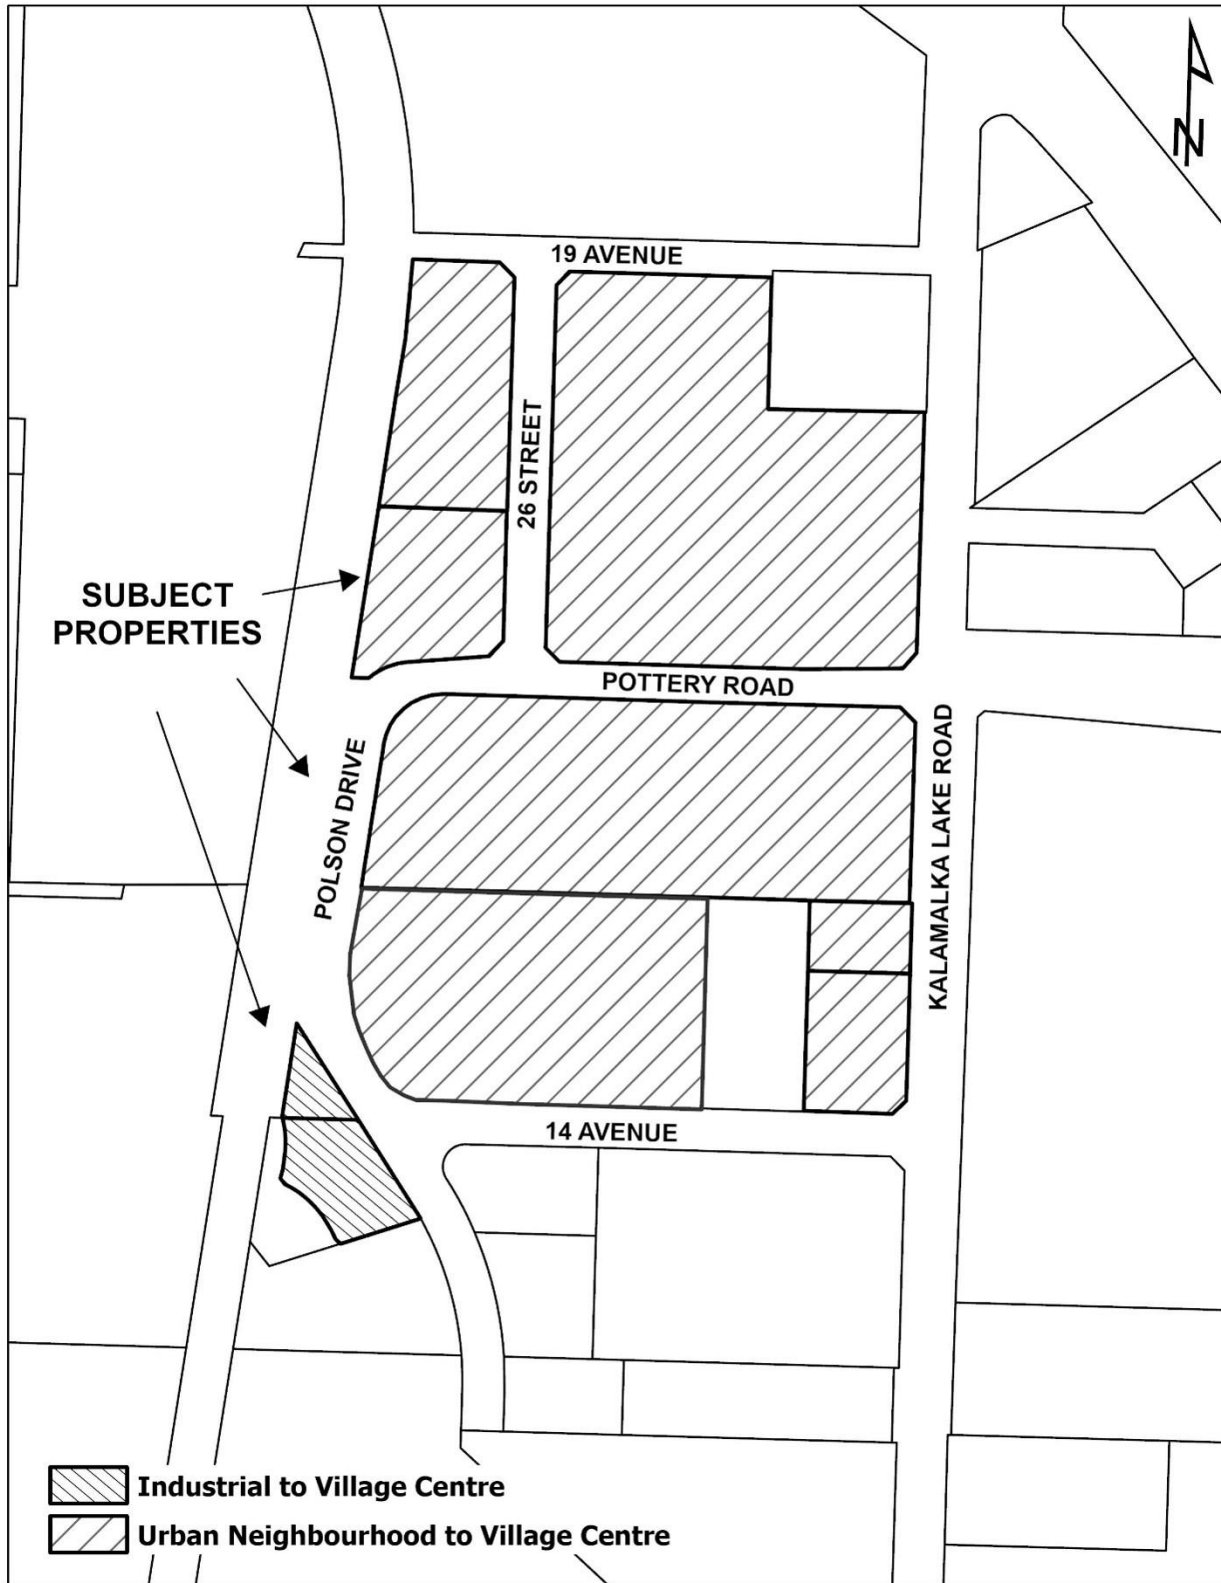 N
19 AVENUE
26 STREET
SUBJECT
PROPERTIES
POTTERY ROAD
POLSON DRIVE
KALAMALKA LAKE ROAD
14 AVENUE
Industrial to Village Centre
Urban Neighbourhood to Village Centre